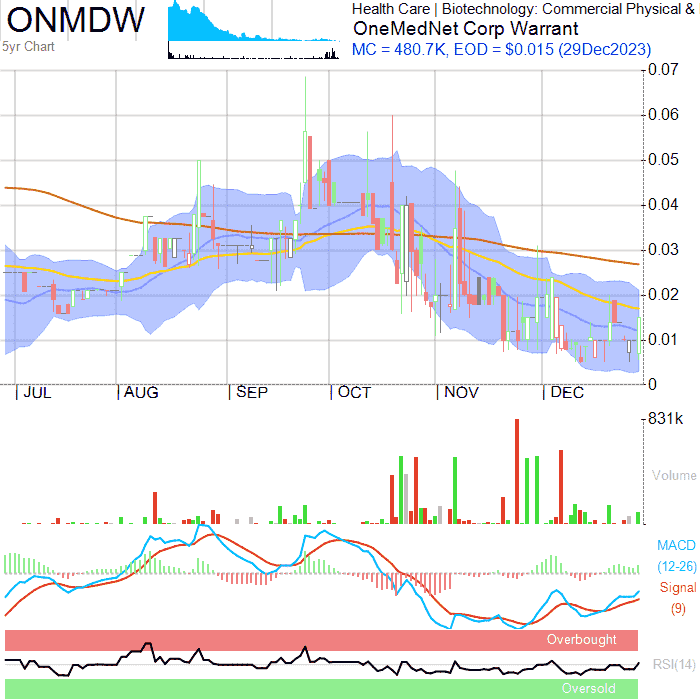 ONMDW
5yr Chart
Health Care | Biotechnology: Commercial Physical &
OneMedNet Corp Warrant
MC = 480.7K, EOD = $0.015 (29Dec2023)
0.07
0.06
0.05
0.04
0.03
0.02
0.01
0
JUL AUG SEP OCT NOV DEC
831k
Volume
MACD
(12-26)
Signal
(9)
Overbought
RSI(14)
Oversold